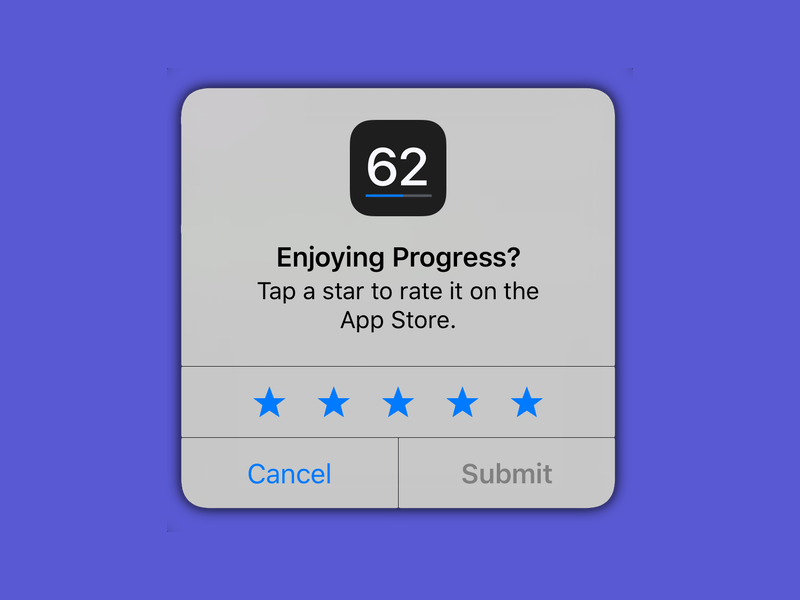 62
Enjoying Progress?
Tap a star to rate it on the
App Store.
Cancel
Submit